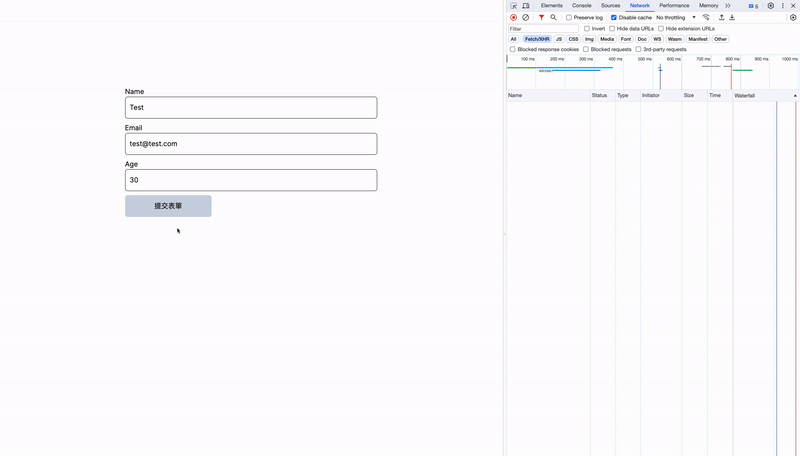 Name
Test
Email
test@test.com
Age
30
提交表單
Elements Console Sources Network Performance Memory 5
Preserve log Disable cache No throttling
Filter Invert Hide data URLs Hide extension URLs
All Fetch/XHR JS CSS Img Media Font Doc WS Wasm Manifest Other
Blocked response cookies Blocked requests 3rd-party requests
100 ms 200 ms 300 ms 400 ms 500 ms 600 ms 700 ms 800 ms 900 ms 1000 ms
Name Status Type Initiator Size Time Waterfall